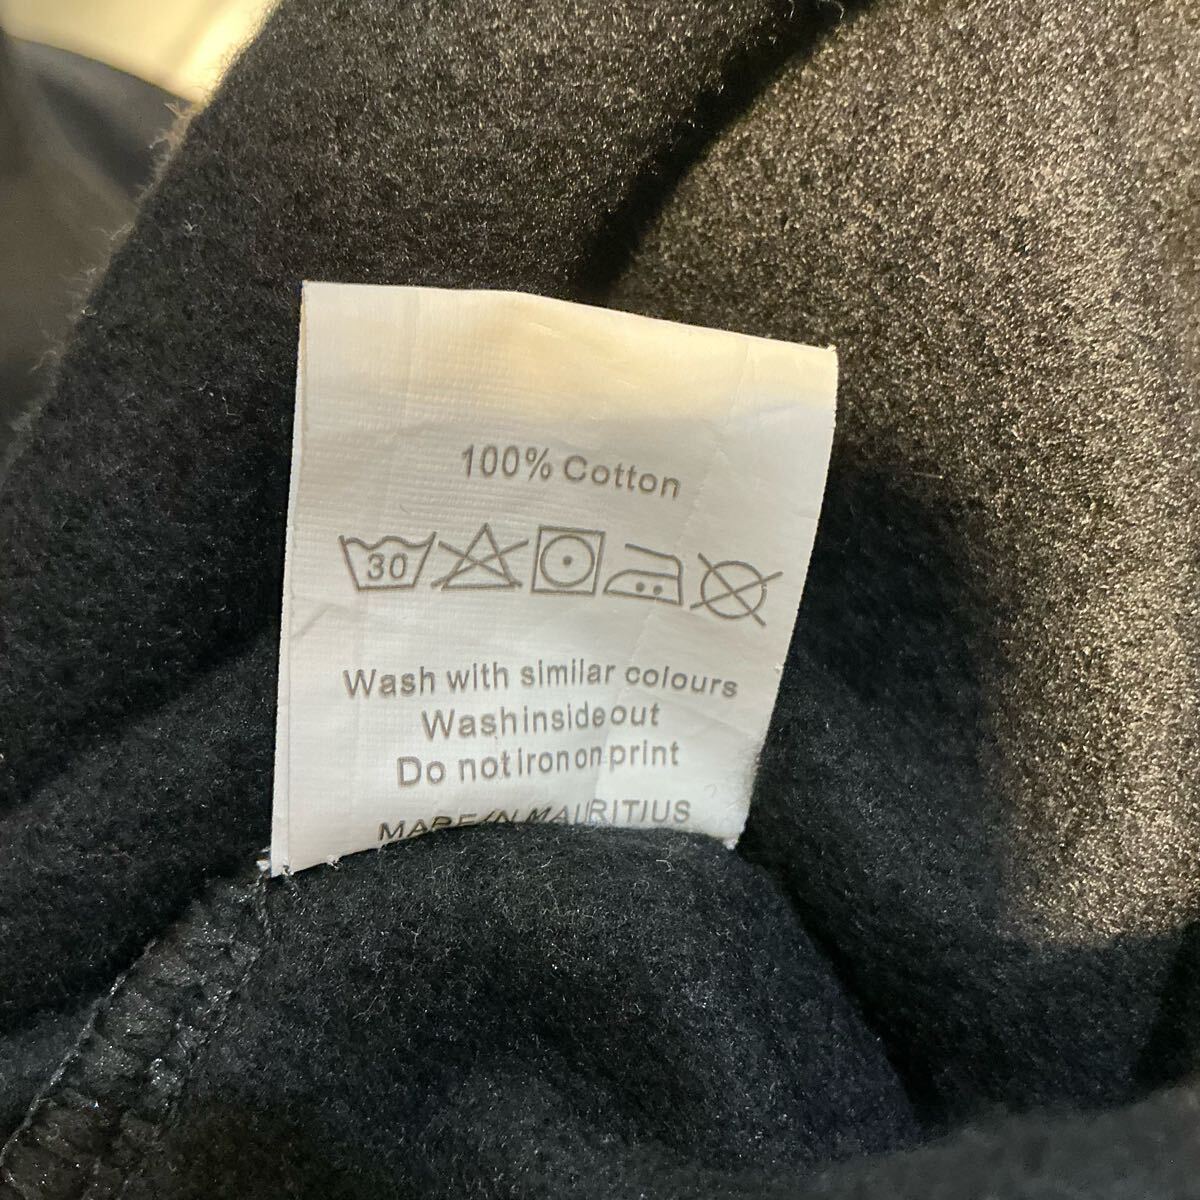 100% Cotton
30
Wash with similar colours
Washinsideout
Do notironon print
MADE IN MAURITIUS